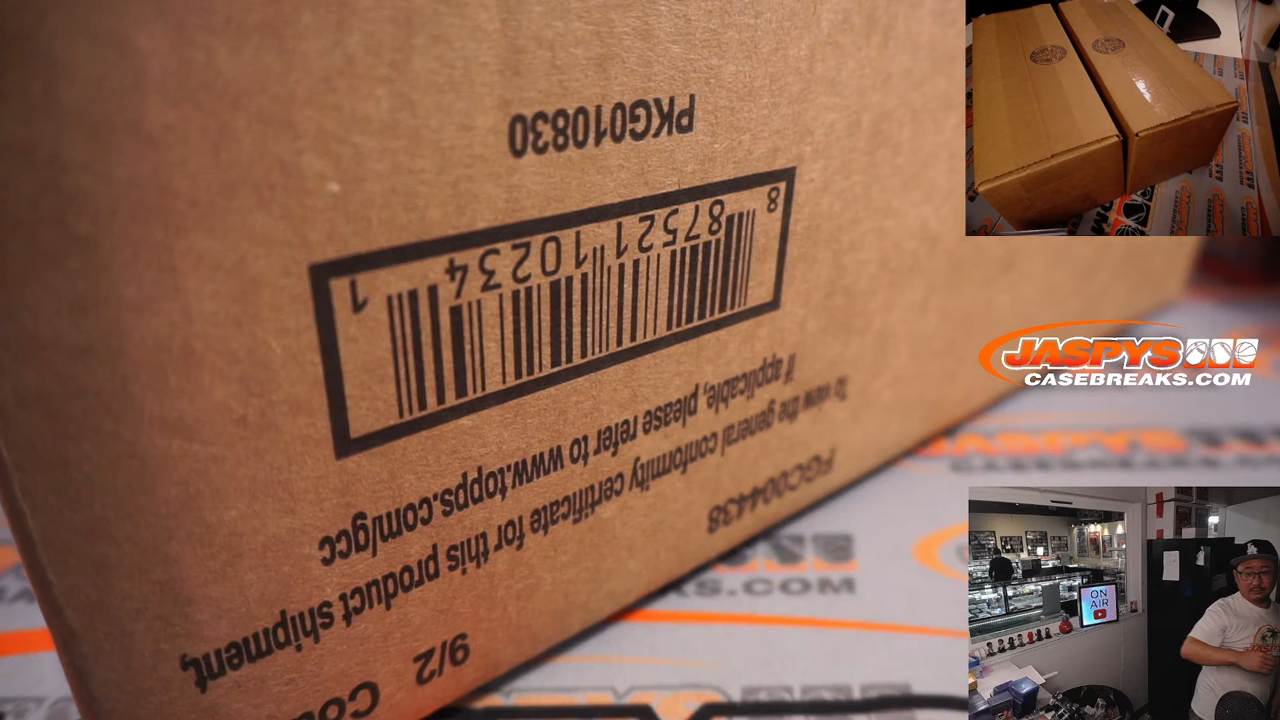 PKG010830
8 87521 10234 1
To view the general conformity certificate for this product shipment,
if applicable, please refer to www.topps.com/gcc
FGC004438
9/2
JASPYS
CASEBREAKS.COM
ON
AIR